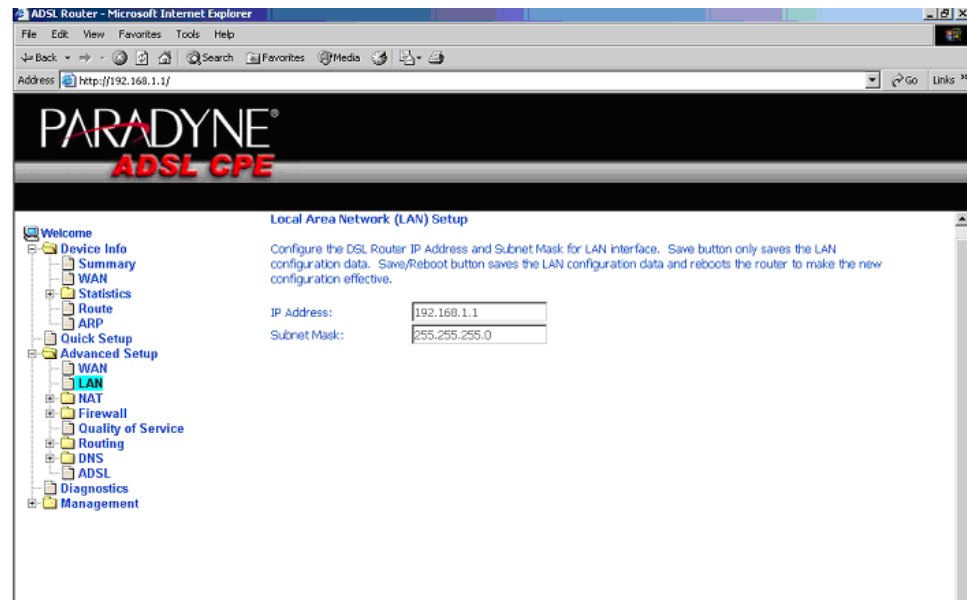 ADSL Router - Microsoft Internet Explorer
File Edit View Favorites Tools Help
Back Search Favorites Media
Address http://192.168.1.1/ Go Links »
PARADYNE®
ADSL CPE
Welcome
Device Info
Summary
WAN
Statistics
Route
ARP
Quick Setup
Advanced Setup
WAN
LAN
NAT
Firewall
Quality of Service
Routing
DNS
ADSL
Diagnostics
Management
Local Area Network (LAN) Setup
Configure the DSL Router IP Address and Subnet Mask for LAN interface. Save button only saves the LAN
configuration data. Save/Reboot button saves the LAN configuration data and reboots the router to make the new
configuration effective.
IP Address: 192.168.1.1
Subnet Mask: 255.255.255.0